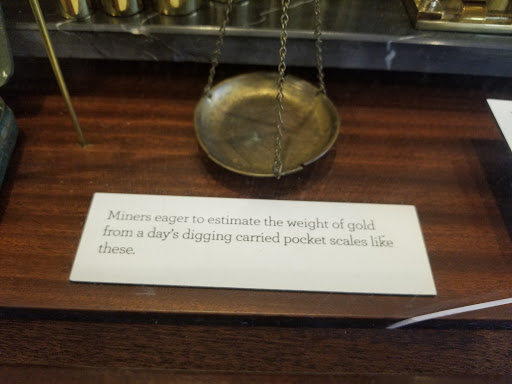 Miners eager to estimate the weight of gold
from a day's digging carried pocket scales like
these.